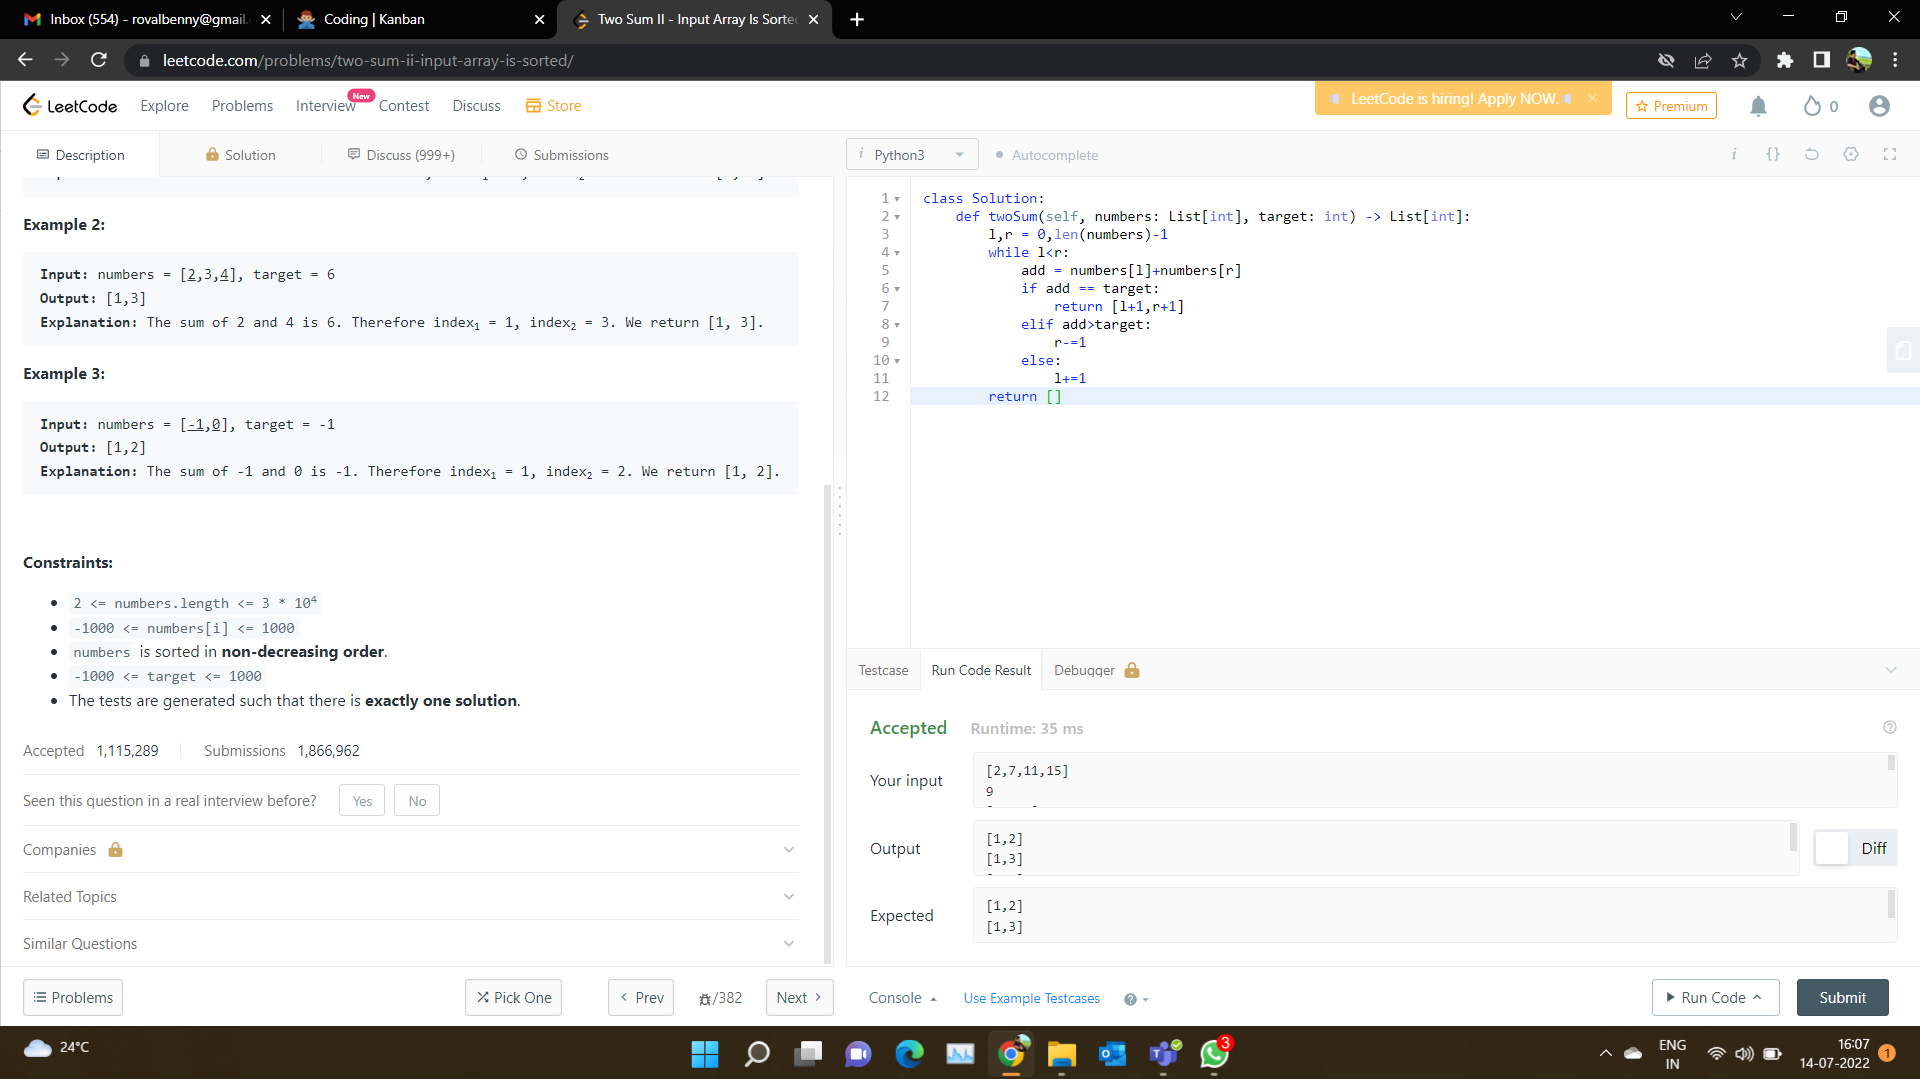 Inbox (554) - rovalbenny@gmail.
Coding | Kanban
Two Sum II - Input Array Is Sorted
leetcode.com/problems/two-sum-ii-input-array-is-sorted/
LeetCode
Explore
Problems
Interview
New
Contest
Discuss
Store
LeetCode is hiring! Apply NOW.
Premium
0
Description
Solution
Discuss (999+)
Submissions
Python3
Autocomplete
Example 2:
Input: numbers = [2,3,4], target = 6
Output: [1,3]
Explanation: The sum of 2 and 4 is 6. Therefore index₁ = 1, index₂ = 3. We return [1, 3].
Example 3:
Input: numbers = [-1,0], target = -1
Output: [1,2]
Explanation: The sum of -1 and 0 is -1. Therefore index₁ = 1, index₂ = 2. We return [1, 2].
Constraints:
• 2 <= numbers.length <= 3 * 10⁴
• -1000 <= numbers[i] <= 1000
• numbers is sorted in non-decreasing order.
• -1000 <= target <= 1000
• The tests are generated such that there is exactly one solution.
Accepted 1,115,289
Submissions 1,866,962
Seen this question in a real interview before?
Yes
No
Companies
Related Topics
Similar Questions
Problems
Pick One
Prev
/382
Next
1 class Solution:
2     def twoSum(self, numbers: List[int], target: int) -> List[int]:
3         l,r = 0,len(numbers)-1
4         while l<r:
5             add = numbers[l]+numbers[r]
6             if add == target:
7                 return [l+1,r+1]
8             elif add>target:
9                 r-=1
10             else:
11                 l+=1
12         return []
Testcase
Run Code Result
Debugger
Accepted
Runtime: 35 ms
Your input
[2,7,11,15]
9
Output
[1,2]
[1,3]
Diff
Expected
[1,2]
[1,3]
Console
Use Example Testcases
Run Code
Submit
24°C
3
ENG
IN
16:07
14-07-2022
1